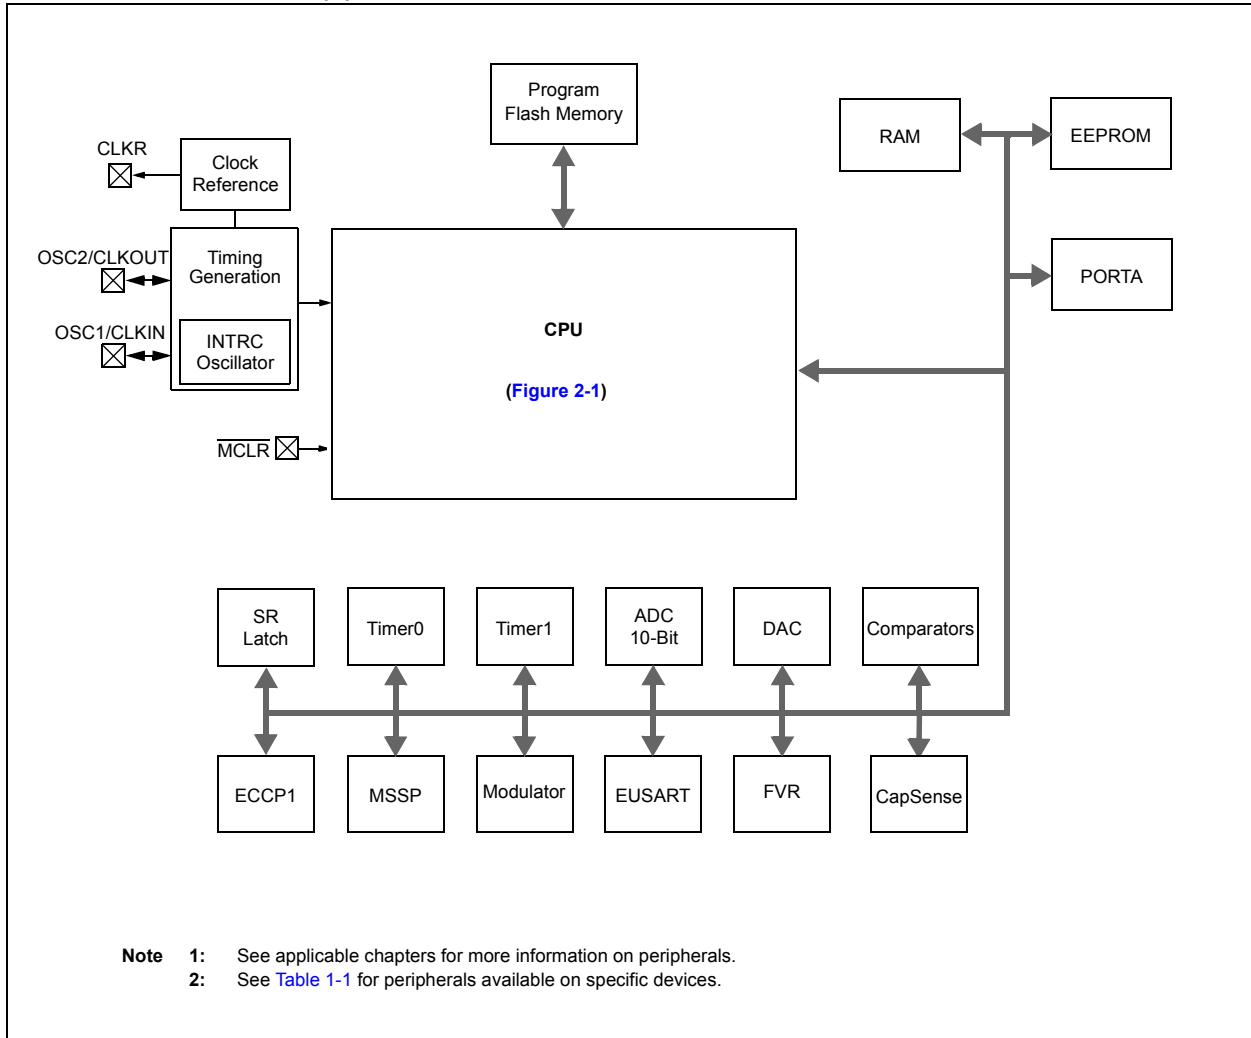 Program
Flash Memory
RAM
EEPROM
CLKR
Clock
Reference
OSC2/CLKOUT
Timing
Generation
PORTA
OSC1/CLKIN
INTRC
Oscillator
CPU
(Figure 2-1)
MCLR
SR
Latch
Timer0
Timer1
ADC
10-Bit
DAC
Comparators
ECCP1
MSSP
Modulator
EUSART
FVR
CapSense
Note 1: See applicable chapters for more information on peripherals.
2: See Table 1-1 for peripherals available on specific devices.